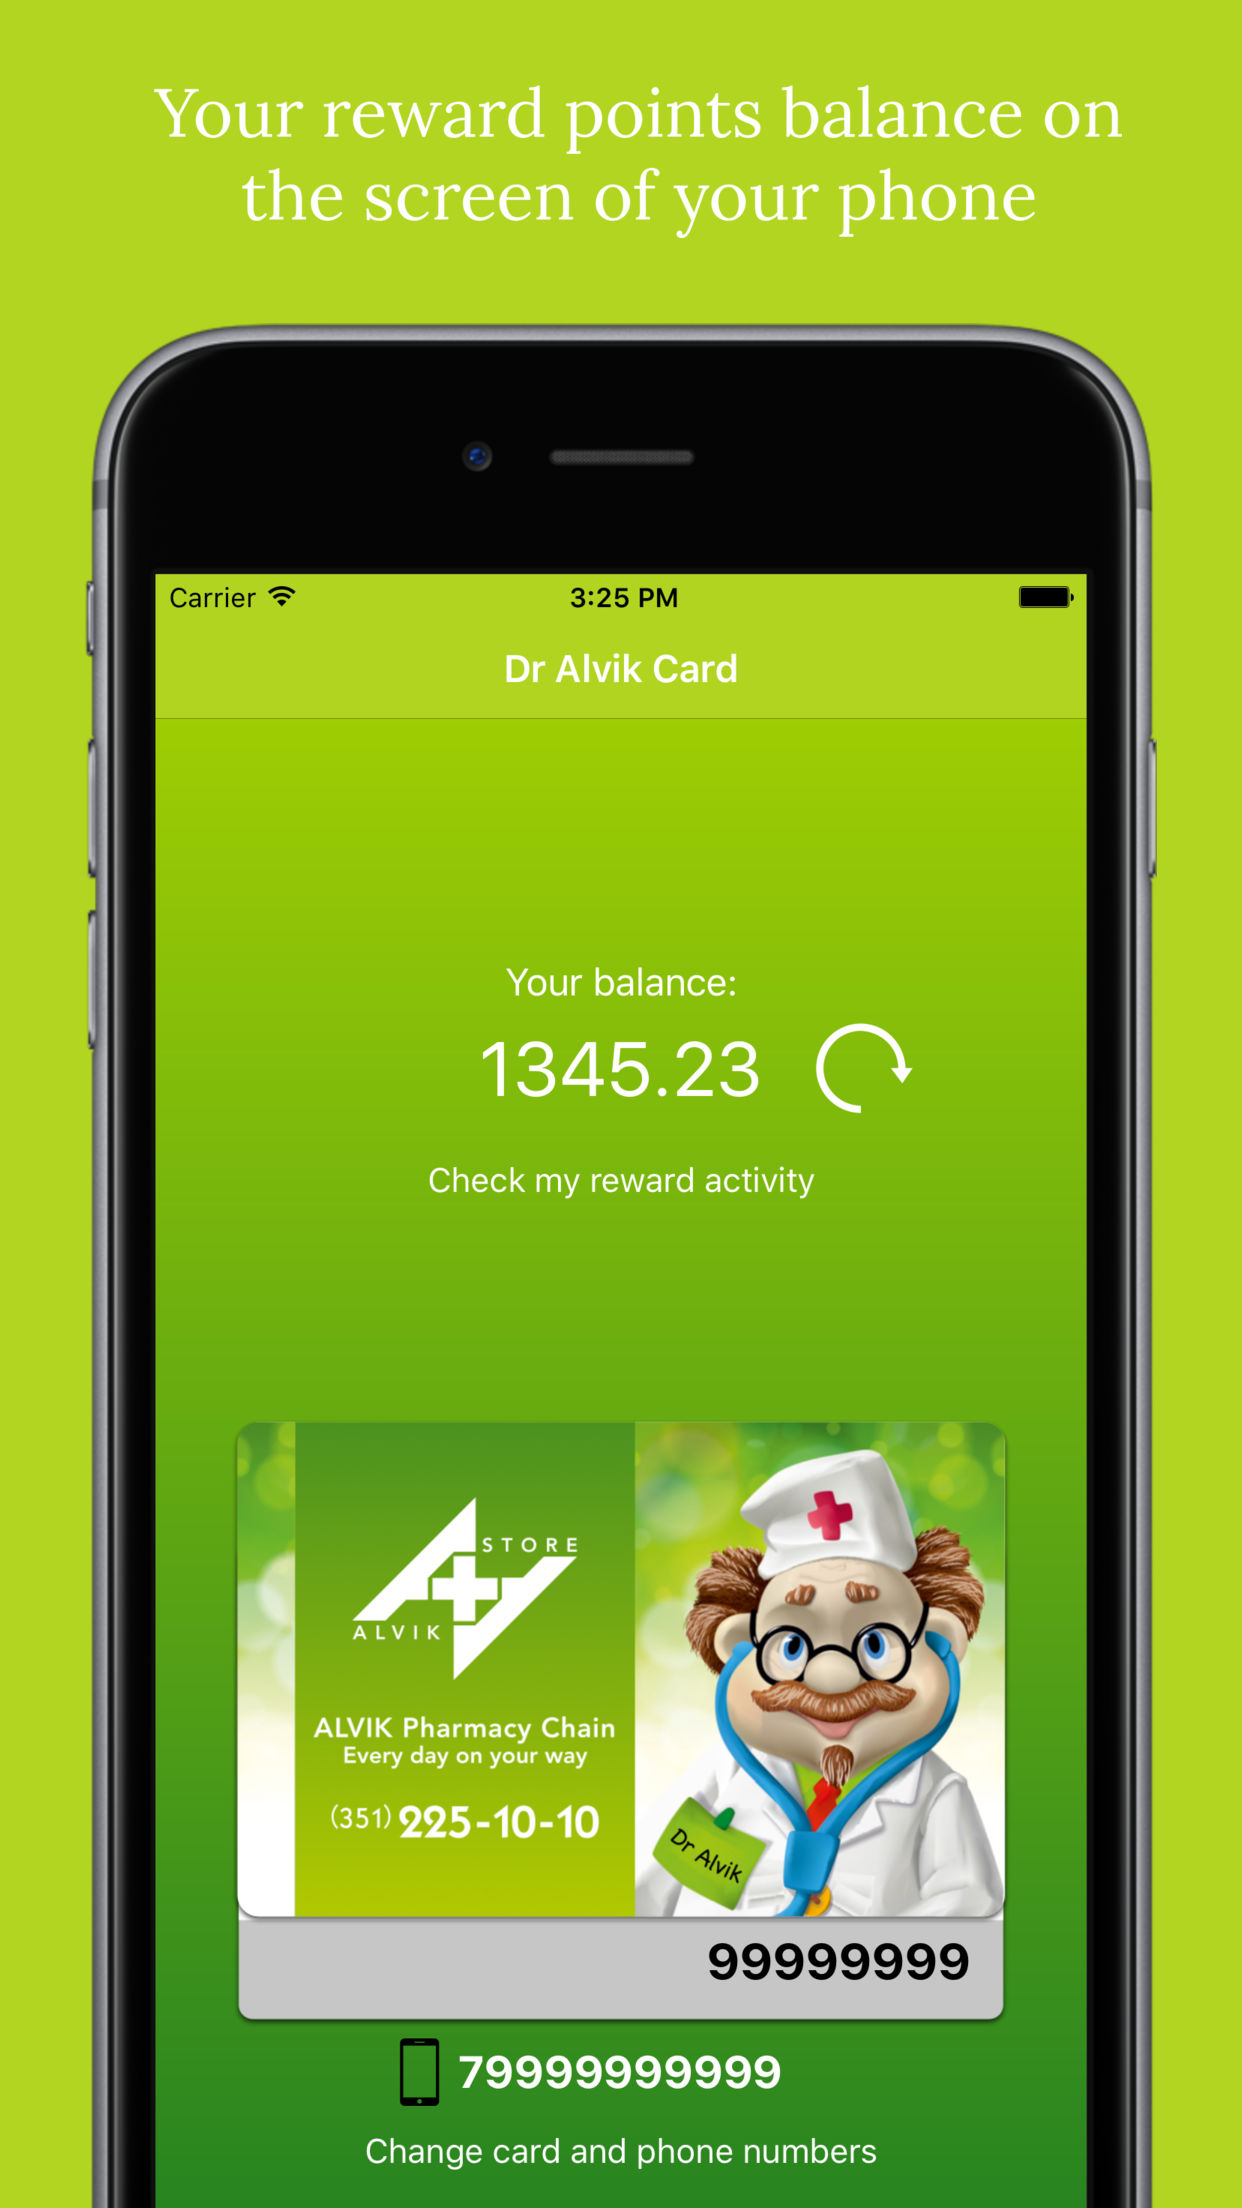 Your reward points balance on
the screen of your phone
Carrier
3:25 PM
Dr Alvik Card
Your balance:
1345.23
Check my reward activity
STORE
ALVIK
ALVIK Pharmacy Chain
Every day on your way
(351) 225-10-10
Dr Alvik
99999999
79999999999
Change card and phone numbers